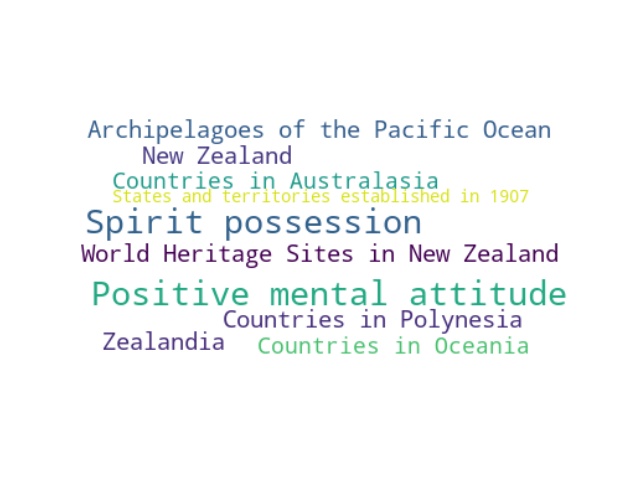 Archipelagoes of the Pacific Ocean
New Zealand
Countries in Australasia
States and territories established in 1907
Spirit possession
World Heritage Sites in New Zealand
Positive mental attitude
Countries in Polynesia
Zealandia
Countries in Oceania